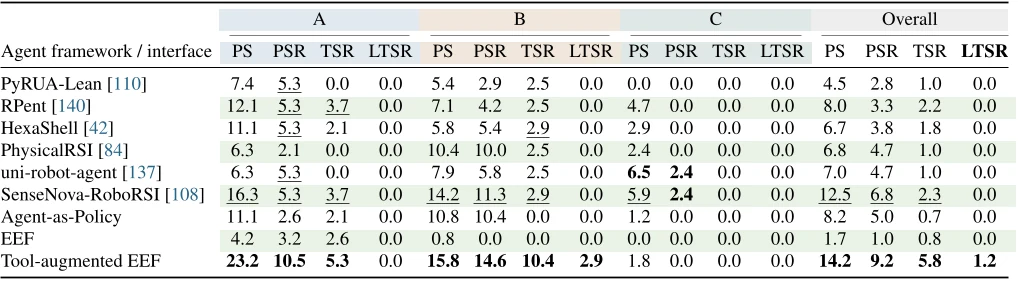 A B C Overall
Agent framework / interface PS PSR TSR LTSR PS PSR TSR LTSR PS PSR TSR LTSR PS PSR TSR LTSR
PyRUA-Lean [110] 7.4 5.3 0.0 0.0 5.4 2.9 2.5 0.0 0.0 0.0 0.0 0.0 4.5 2.8 1.0 0.0
RPent [140] 12.1 5.3 3.7 0.0 7.1 4.2 2.5 0.0 4.7 0.0 0.0 0.0 8.0 3.3 2.2 0.0
HexaShell [42] 11.1 5.3 2.1 0.0 5.8 5.4 2.9 0.0 2.9 0.0 0.0 0.0 6.7 3.8 1.8 0.0
PhysicalRSI [84] 6.3 2.1 0.0 0.0 10.4 10.0 2.5 0.0 2.4 0.0 0.0 0.0 6.8 4.7 1.0 0.0
uni-robot-agent [137] 6.3 5.3 0.0 0.0 7.9 5.8 2.5 0.0 6.5 2.4 0.0 0.0 7.0 4.7 1.0 0.0
SenseNova-RoboRSI [108] 16.3 5.3 3.7 0.0 14.2 11.3 2.9 0.0 5.9 2.4 0.0 0.0 12.5 6.8 2.3 0.0
Agent-as-Policy 11.1 2.6 2.1 0.0 10.8 10.4 0.0 0.0 1.2 0.0 0.0 0.0 8.2 5.0 0.7 0.0
EEF 4.2 3.2 2.6 0.0 0.8 0.0 0.0 0.0 0.0 0.0 0.0 0.0 1.7 1.0 0.8 0.0
Tool-augmented EEF 23.2 10.5 5.3 0.0 15.8 14.6 10.4 2.9 1.8 0.0 0.0 0.0 14.2 9.2 5.8 1.2